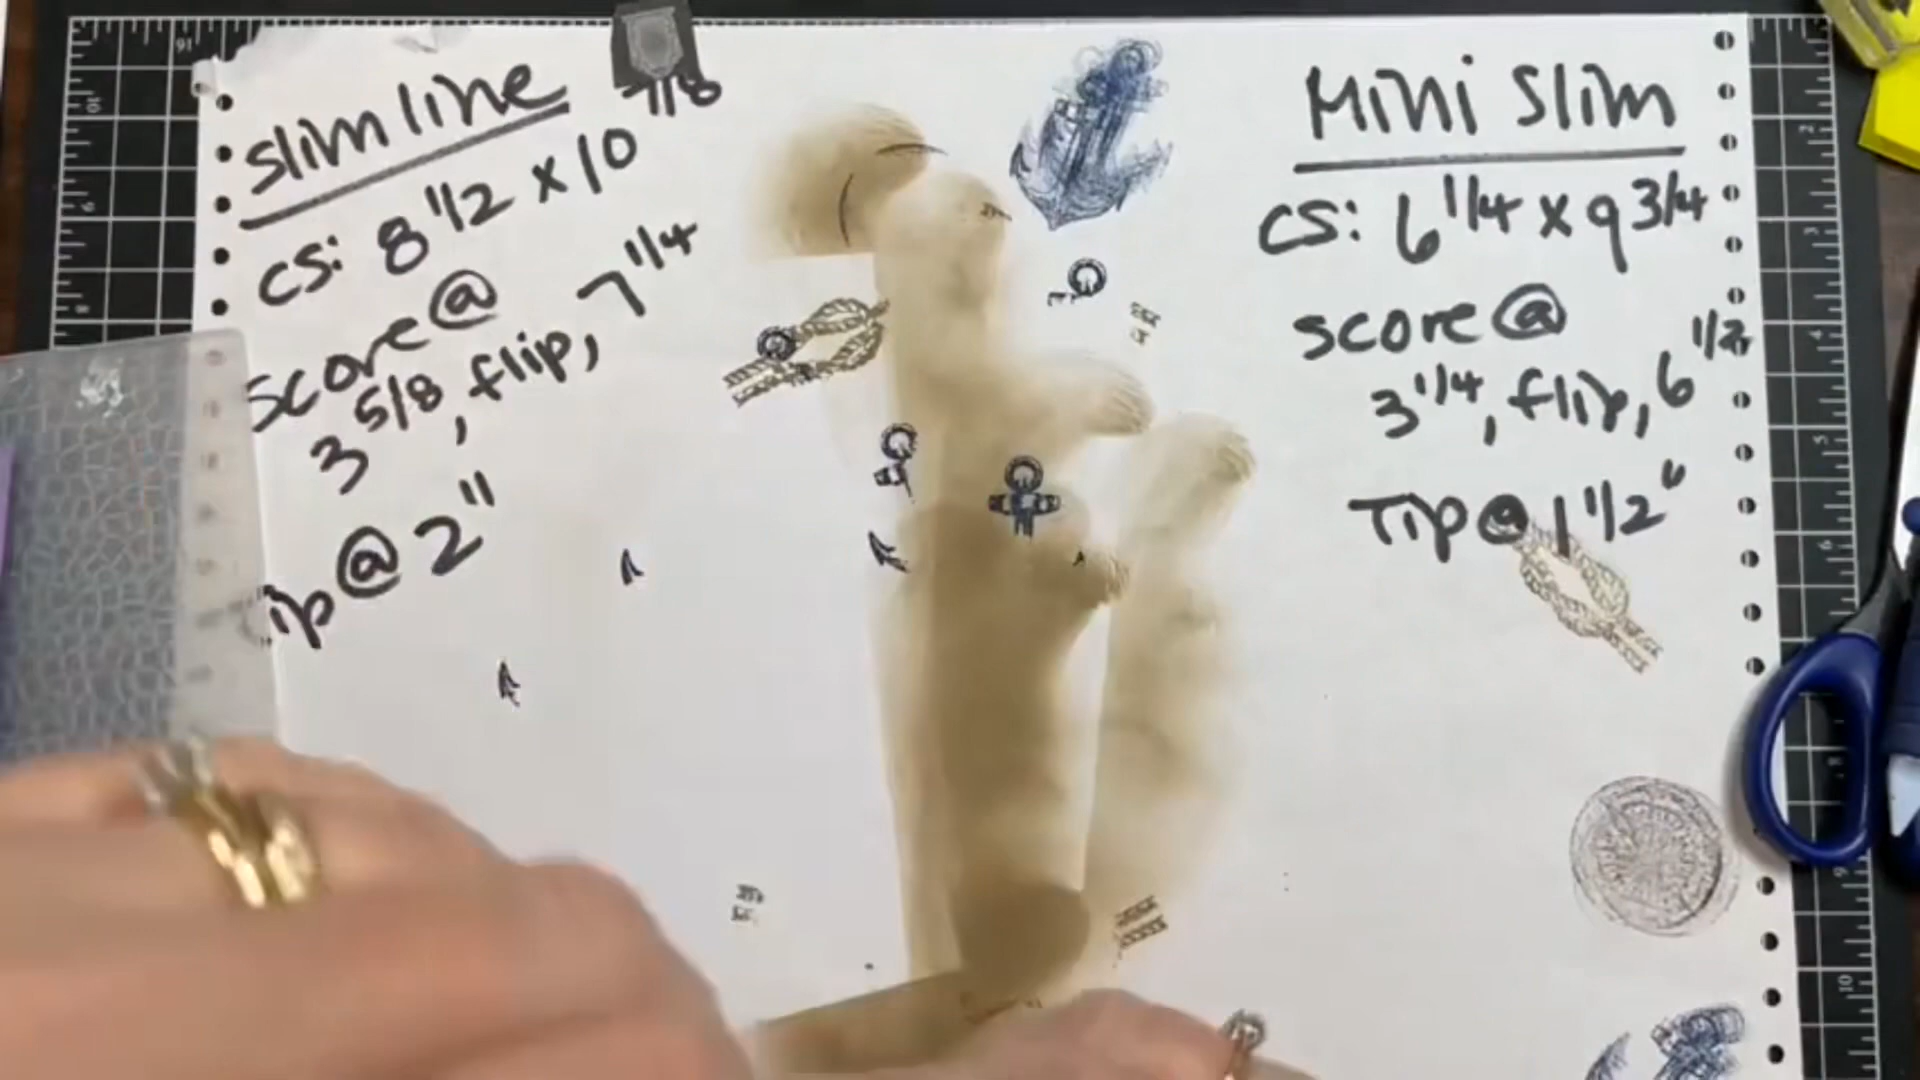 Slimline
CS: 8 1/2 x 10 7/8
Score @
3 5/8, flip, 7 1/4
ip @ 2"
Mini Slim
CS: 6 1/4 x 9 3/4
Score @
3 1/4, flip, 6 1/2
Tip @ 1 1/2"